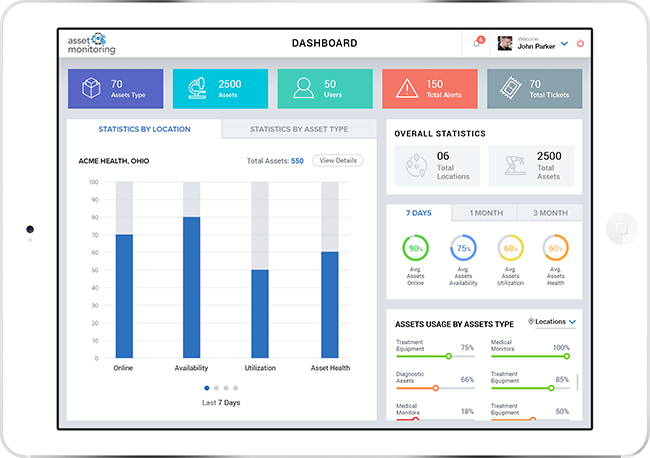 asset
monitoring
DASHBOARD
6
Welcome
John Parker
70
Assets Type
2500
Assets
50
Users
150
Total Alerts
70
Total Tickets
STATISTICS BY LOCATION
STATISTICS BY ASSET TYPE
ACME HEALTH, OHIO
Total Assets: 550
View Details
100
90
80
70
60
50
40
30
20
10
0
Online
Availability
Utilization
Asset Health
Last 7 Days
OVERALL STATISTICS
06
Total
Locations
2500
Total
Assets
7 DAYS
1 MONTH
3 MONTH
90%
Avg.
Assets
Online
75%
Avg.
Assets
Availability
68%
Avg.
Assets
Utilization
60%
Avg.
Assets
Health
ASSETS USAGE BY ASSETS TYPE
Locations
Treatment
Equipment
75%
Medical
Monitors
100%
Diagnostic
Assets
66%
Treatment
Equipment
85%
Medical
Monitors
18%
Treatment
Equipment
50%